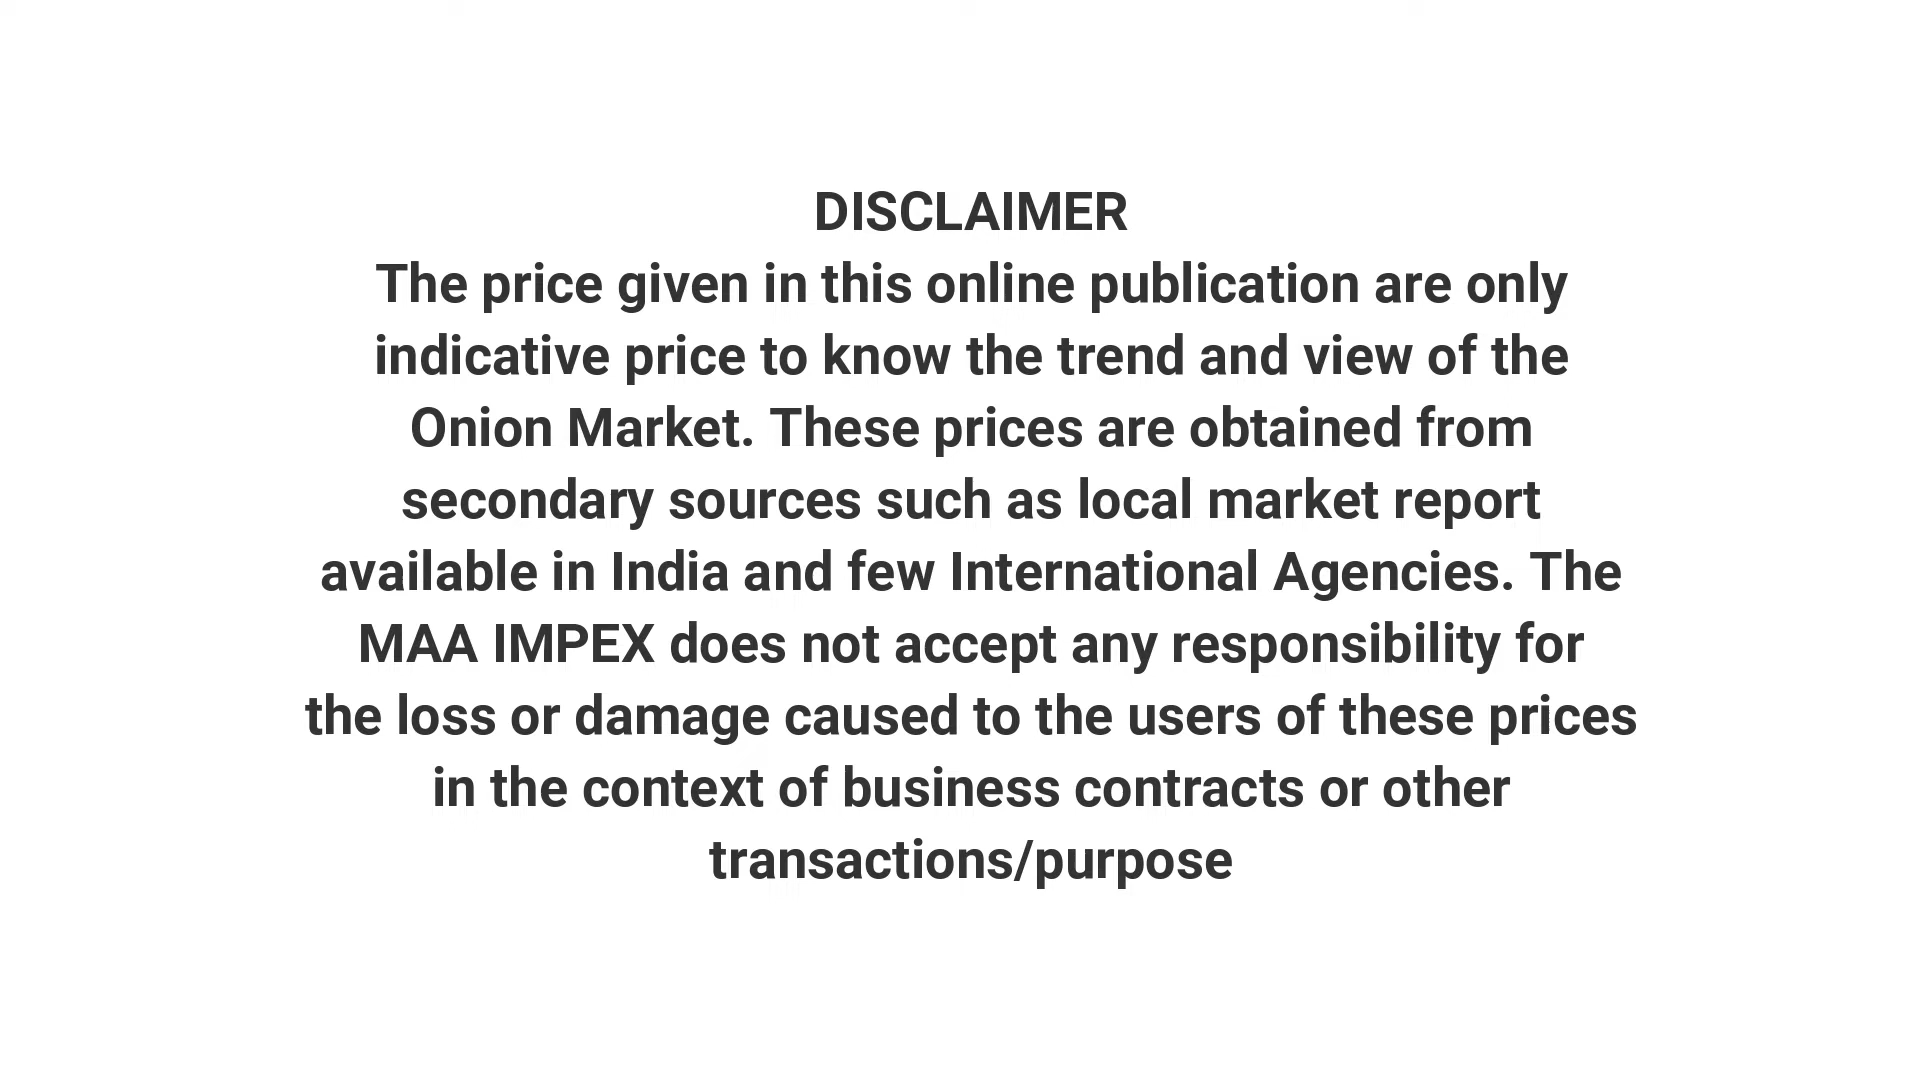 DISCLAIMER
The price given in this online publication are only
indicative price to know the trend and view of the
Onion Market. These prices are obtained from
secondary sources such as local market report
available in India and few International Agencies. The
MAA IMPEX does not accept any responsibility for
the loss or damage caused to the users of these prices
in the context of business contracts or other
transactions/purpose